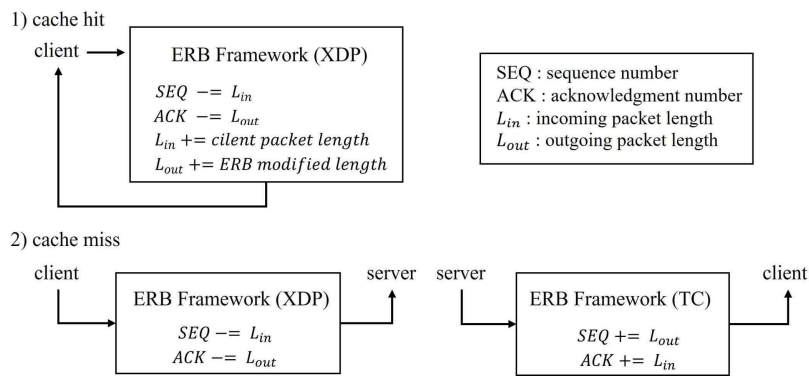 1) cache hit
client
ERB Framework (XDP)
SEQ −= L_in
ACK −= L_out
L_in += cilent packet length
L_out += ERB modified length
SEQ : sequence number
ACK : acknowledgment number
L_in : incoming packet length
L_out : outgoing packet length
2) cache miss
client
ERB Framework (XDP)
SEQ −= L_in
ACK −= L_out
server
server
ERB Framework (TC)
SEQ += L_out
ACK += L_in
client